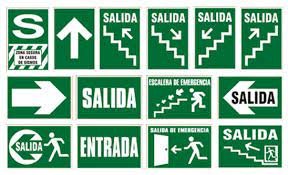 S
ZONA SEGURA
EN CASOS
DE SISMOS
SALIDA
SALIDA
SALIDA
SALIDA
SALIDA
ESCALERA DE EMERGENCIA
SALIDA
SALIDA
ENTRADA
SALIDA DE EMERGENCIA
SALIDA